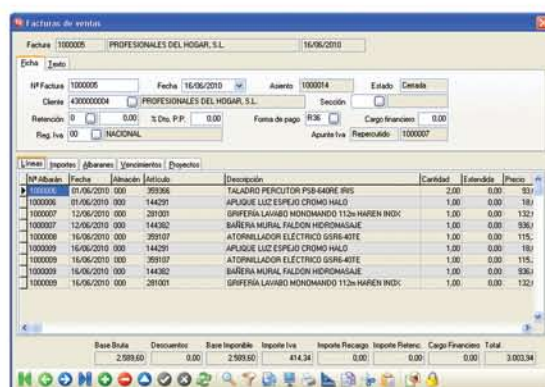 Facturas de ventas
Factura 1000005 PROFESIONALES DEL HOGAR, S.L. 16/06/2010
Ficha Texto
Nº Factura 1000005 Fecha 16/06/2010 Asiento 1000014 Estado Cerrada
Cliente 4300000004 PROFESIONALES DEL HOGAR, S.L. Sección
Retención 0 0,00 % Dto. P.P. 0,00 Forma de pago R36 Cargo financiero 0,00
Reg. Iva 00 NACIONAL Apunte Iva Repercutido 1000007
Líneas Importes Albaranes Vencimientos Proyectos
Nº Albarán Fecha Almacén Artículo Descripción Cantidad Extendida Precio
1000006 01/06/2010 000 359366 TALADRO PERCUTOR PSB-640RE IRIS 2,00 0,00 93,
1000006 01/06/2010 000 144291 APLIQUE LUZ ESPEJO CROMO HALO 1,00 0,00 18,
1000007 12/06/2010 000 281001 GRIFERÍA LAVABO MONOMANDO 112m HAREN INOX 1,00 0,00 132,
1000007 12/06/2010 000 144382 BAÑERA MURAL FALDON HIDROMASAJE 1,00 0,00 936,
1000008 16/06/2010 000 359107 ATORNILLADOR ELÉCTRICO GSR6-40TE 1,00 0,00 115,
1000009 16/06/2010 000 144291 APLIQUE LUZ ESPEJO CROMO HALO 1,00 0,00 18,
1000009 16/06/2010 000 359107 ATORNILLADOR ELÉCTRICO GSR6-40TE 1,00 0,00 115,
1000009 16/06/2010 000 144382 BAÑERA MURAL FALDON HIDROMASAJE 1,00 0,00 936,
1000009 16/06/2010 000 281001 GRIFERÍA LAVABO MONOMANDO 112m HAREN INOX 1,00 0,00 132,
Base Bruta Descuentos Base Imponible Importe Iva Importe Recargo Importe Retenc. Cargo Financiero Total
2.589,60 0,00 2.589,60 414,34 0,00 0,00 0,00 3.003,94